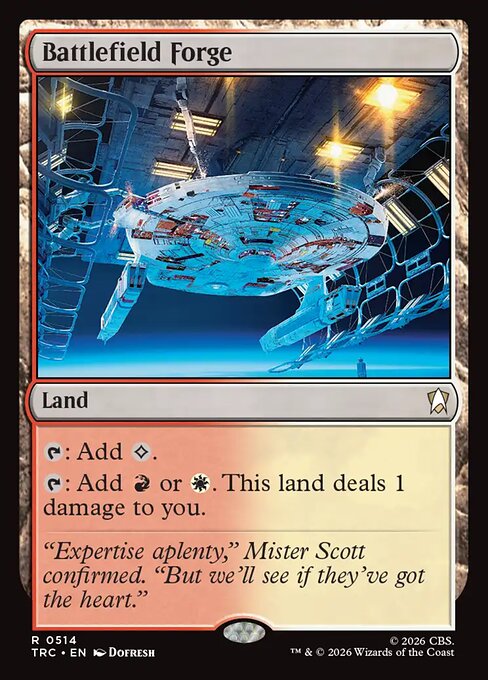 Battlefield Forge
Land
: Add .
: Add or . This land deals 1
damage to you.
“Expertise aplenty,” Mister Scott
confirmed. “But we’ll see if they’ve got
the heart.”
R 0514
TRC • EN Dofresh
© 2026 CBS.
™ & © 2026 Wizards of the Coast